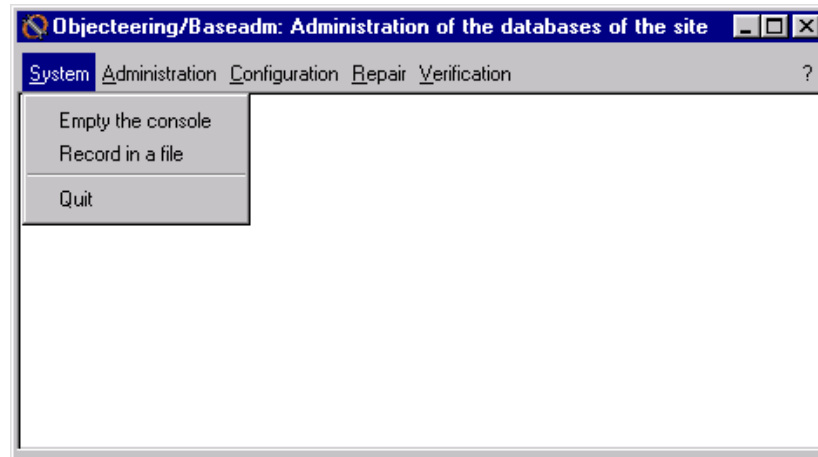 Objecteering/Baseadm: Administration of the databases of the site
System Administration Configuration Repair Verification ?
Empty the console
Record in a file
Quit